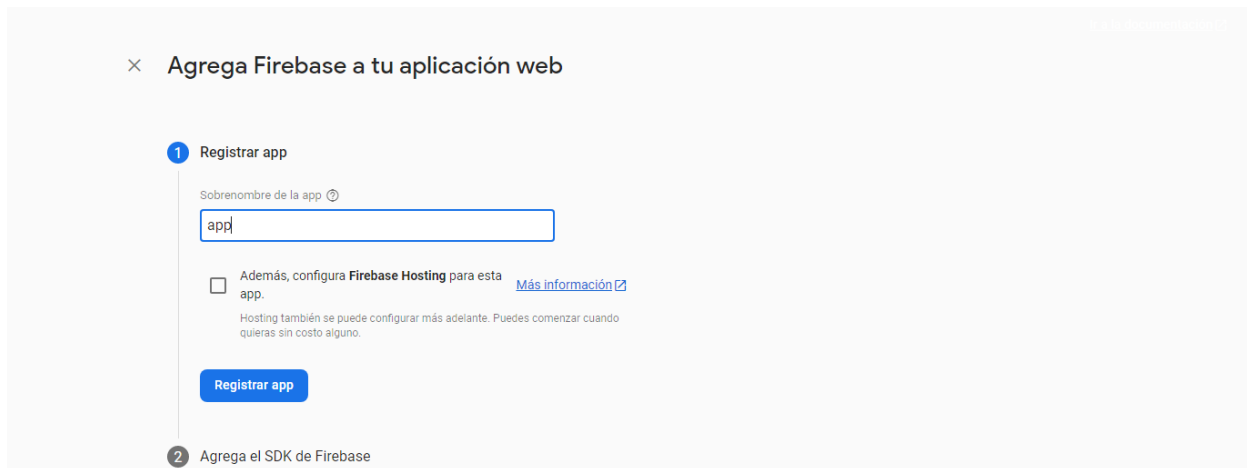 Agrega Firebase a tu aplicación web
1 Registrar app
Sobrenombre de la app
app
Además, configura Firebase Hosting para esta
app.
Más información
Hosting también se puede configurar más adelante. Puedes comenzar cuando
quieras sin costo alguno.
Registrar app
2 Agrega el SDK de Firebase